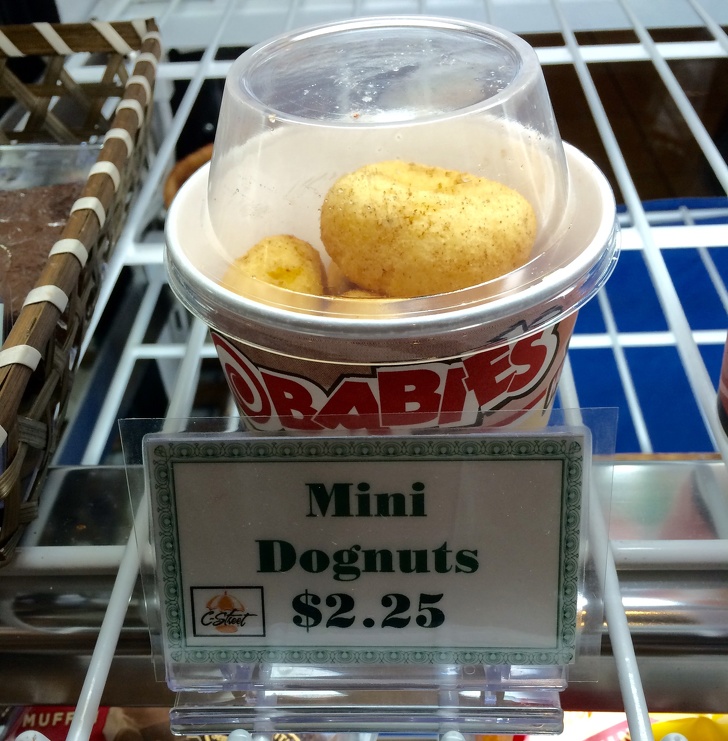 BABIES
Mini
Dognuts
C-Street
$2.25
MUFF